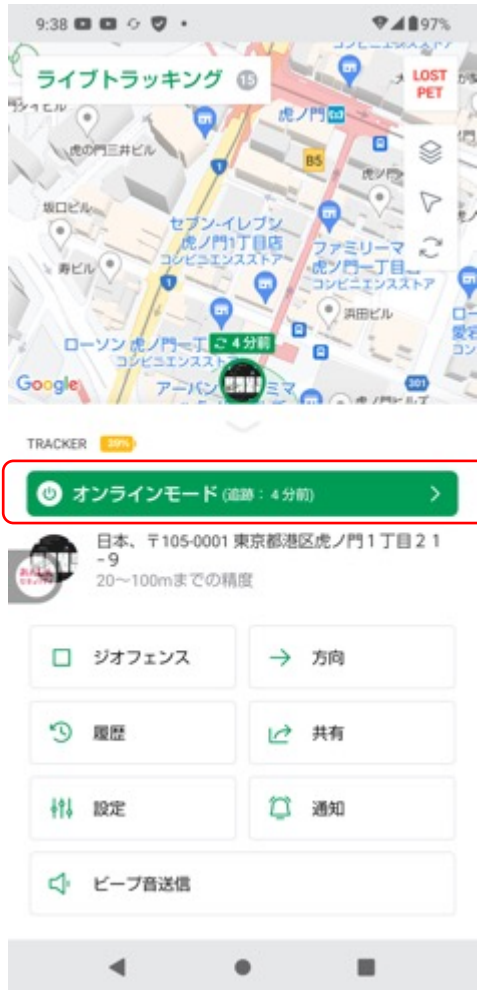 9:38
97%
ライブトラッキング 15
LOST
PET
虎ノ門
虎の門三井ビル
B5
坂口ビル
セブン-イレブン
虎ノ門1丁目店
コンビニエンスストア
ファミリーマ
虎ノ門一丁目
コンビニエンスストア
寿ビル
浜田ビル
ローソン 虎ノ門一丁
コンビニエンススト
4分前
Google
アーバン
ミマ
301
TRACKER 39%
オンラインモード (追跡：4分前)
日本、〒105-0001 東京都港区虎ノ門1丁目21
-9
20～100mまでの精度
ジオフェンス
方向
履歴
共有
設定
通知
ビープ音送信